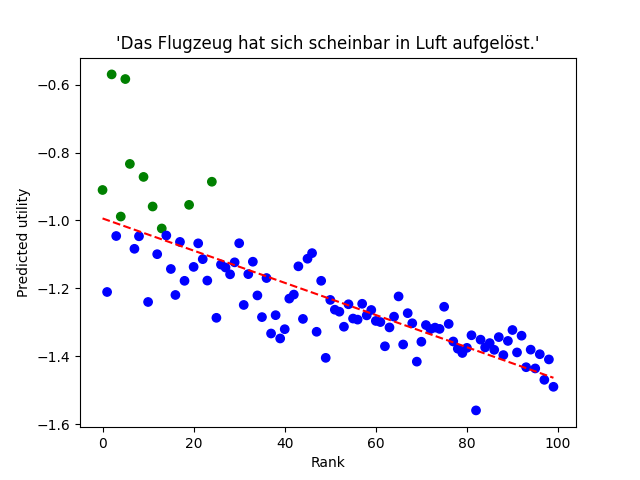 'Das Flugzeug hat sich scheinbar in Luft aufgelöst.'
Predicted utility
−0.6
−0.8
−1.0
−1.2
−1.4
−1.6
0 20 40 60 80 100
Rank